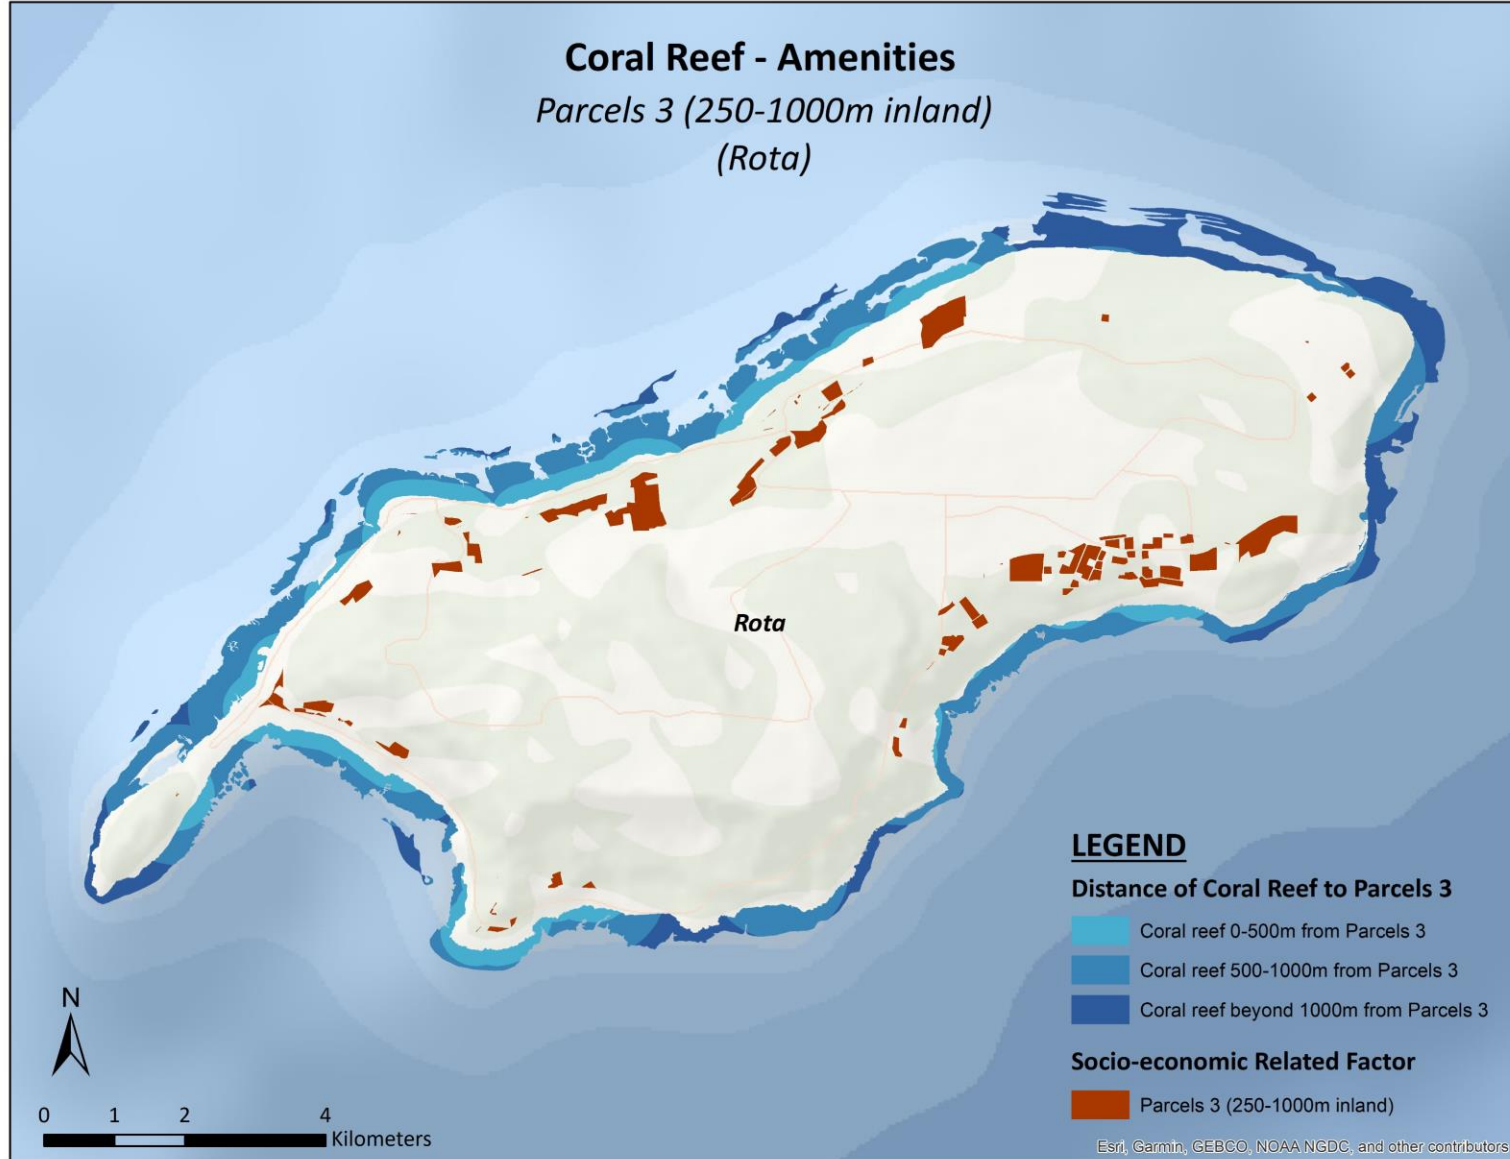 Coral Reef - Amenities
Parcels 3 (250-1000m inland)
(Rota)
Rota
LEGEND
Distance of Coral Reef to Parcels 3
Coral reef 0-500m from Parcels 3
Coral reef 500-1000m from Parcels 3
Coral reef beyond 1000m from Parcels 3
Socio-economic Related Factor
Parcels 3 (250-1000m inland)
N
0 1 2 4
Kilometers
Esri, Garmin, GEBCO, NOAA NGDC, and other contributors